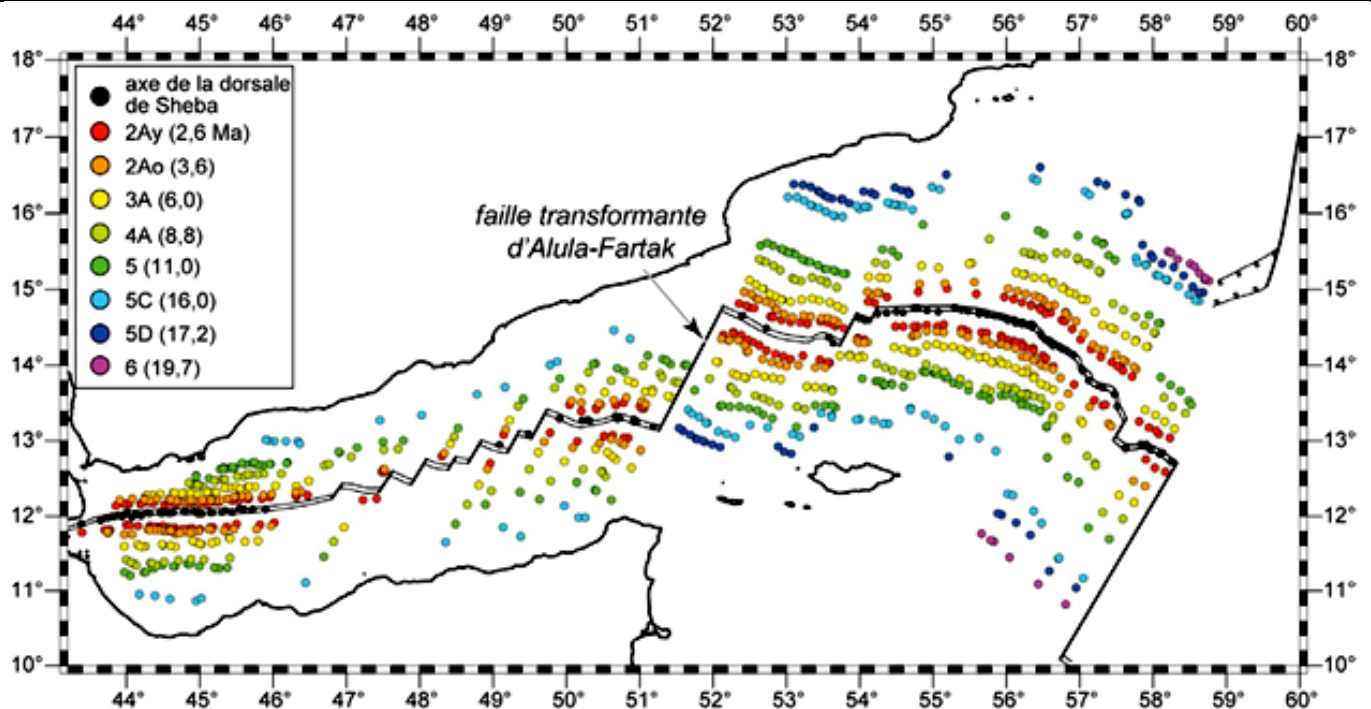 44° 45° 46° 47° 48° 49° 50° 51° 52° 53° 54° 55° 56° 57° 58° 59° 60°
18° 18°
axe de la dorsale
de Sheba
2Ay (2,6 Ma)
17° 17°
2Ao (3,6)
3A (6,0)
faille transformante
16° 16°
4A (8,8)
d'Alula-Fartak
5 (11,0)
15° 15°
5C (16,0)
5D (17,2)
14° 14°
6 (19,7)
13° 13°
12° 12°
11° 11°
10° 10°
44° 45° 46° 47° 48° 49° 50° 51° 52° 53° 54° 55° 56° 57° 58° 59° 60°